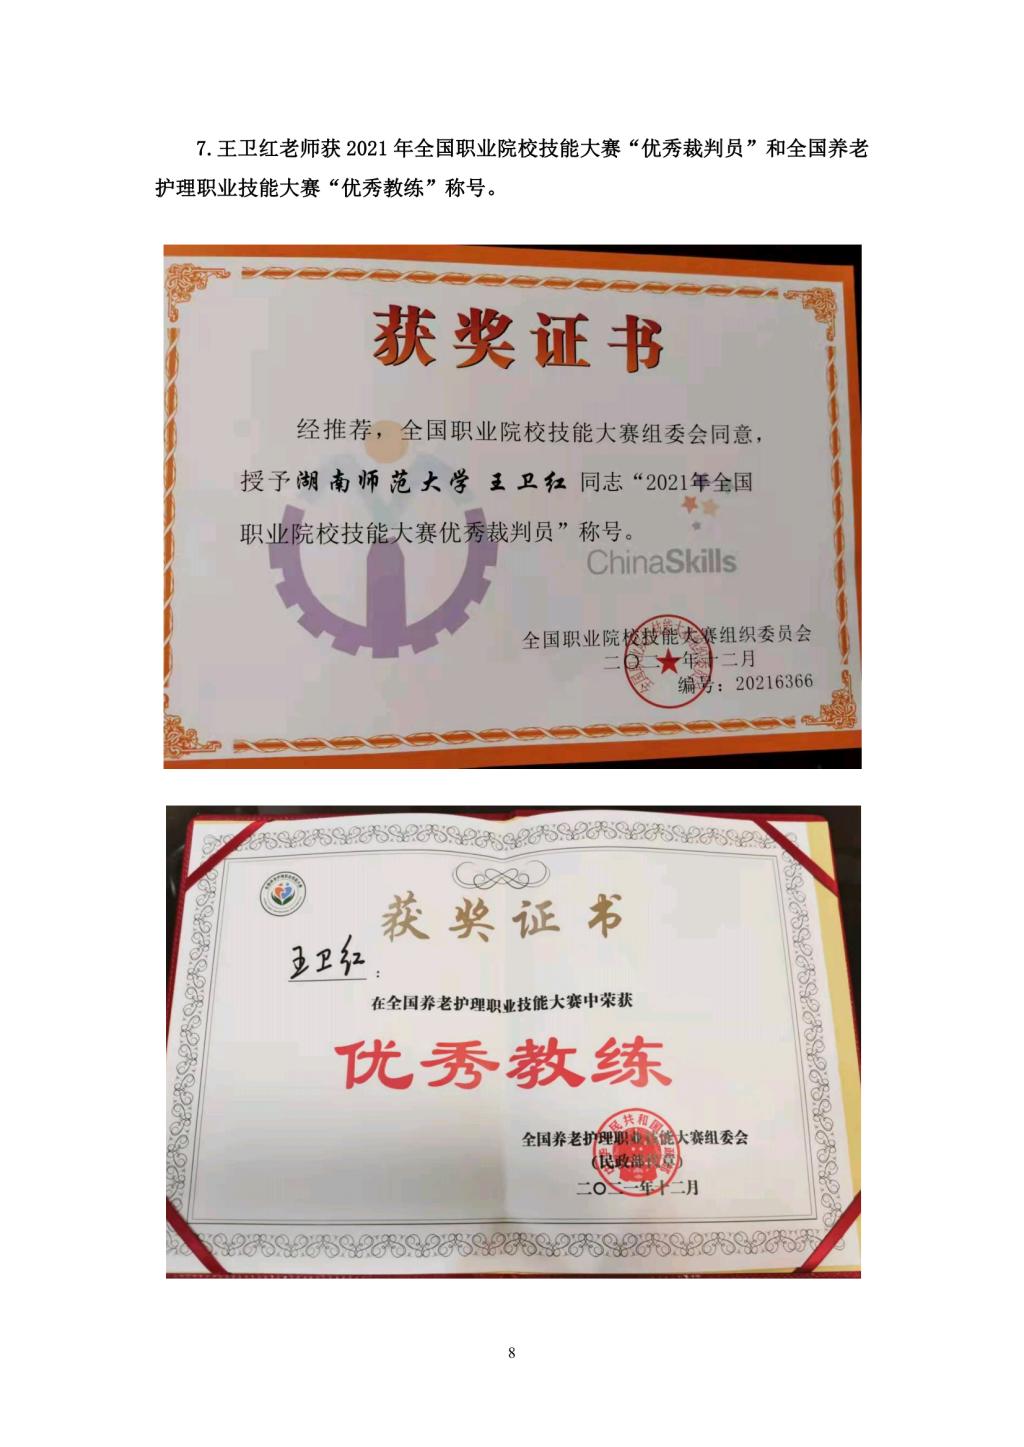 7.王卫红老师获 2021 年全国职业院校技能大赛“优秀裁判员”和全国养老
护理职业技能大赛“优秀教练”称号。
获奖证书
经推荐，全国职业院校技能大赛组委会同意，
授予湖南师范大学 王卫红 同志“2021年全国
职业院校技能大赛优秀裁判员”称号。
ChinaSkills
全国职业院校技能大赛组织委员会
二〇二一年十二月
编号：20216366
获奖证书
王卫红：
在全国养老护理职业技能大赛中荣获
优秀教练
全国养老护理职业技能大赛组委会
(民政部代章)
二〇二一年十二月
8